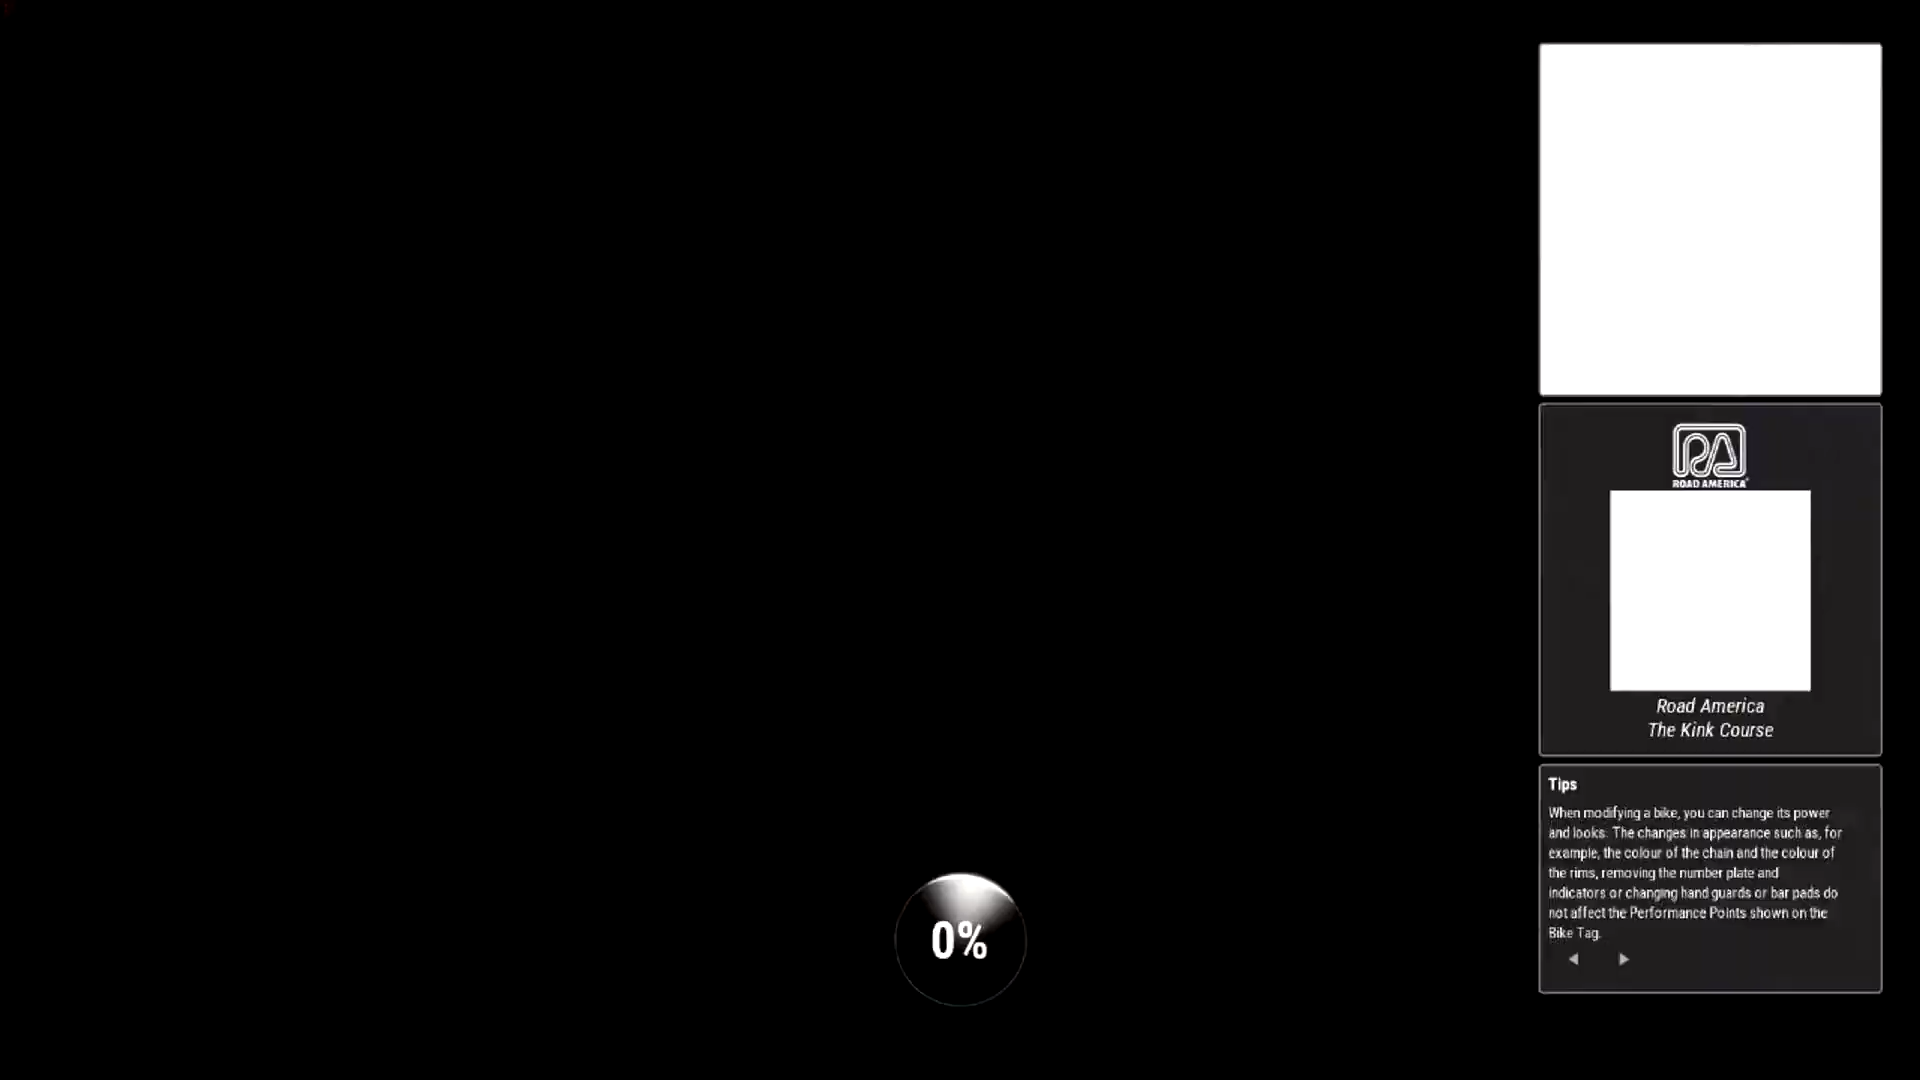 ROAD AMERICA
Road America
The Kink Course
Tips
When modifying a bike, you can change its power
and looks. The changes in appearance such as, for
example, the colour of the chain and the colour of
the rims, removing the number plate and
indicators or changing hand guards or bar pads do
not affect the Performance Points shown on the
Bike Tag.
0%